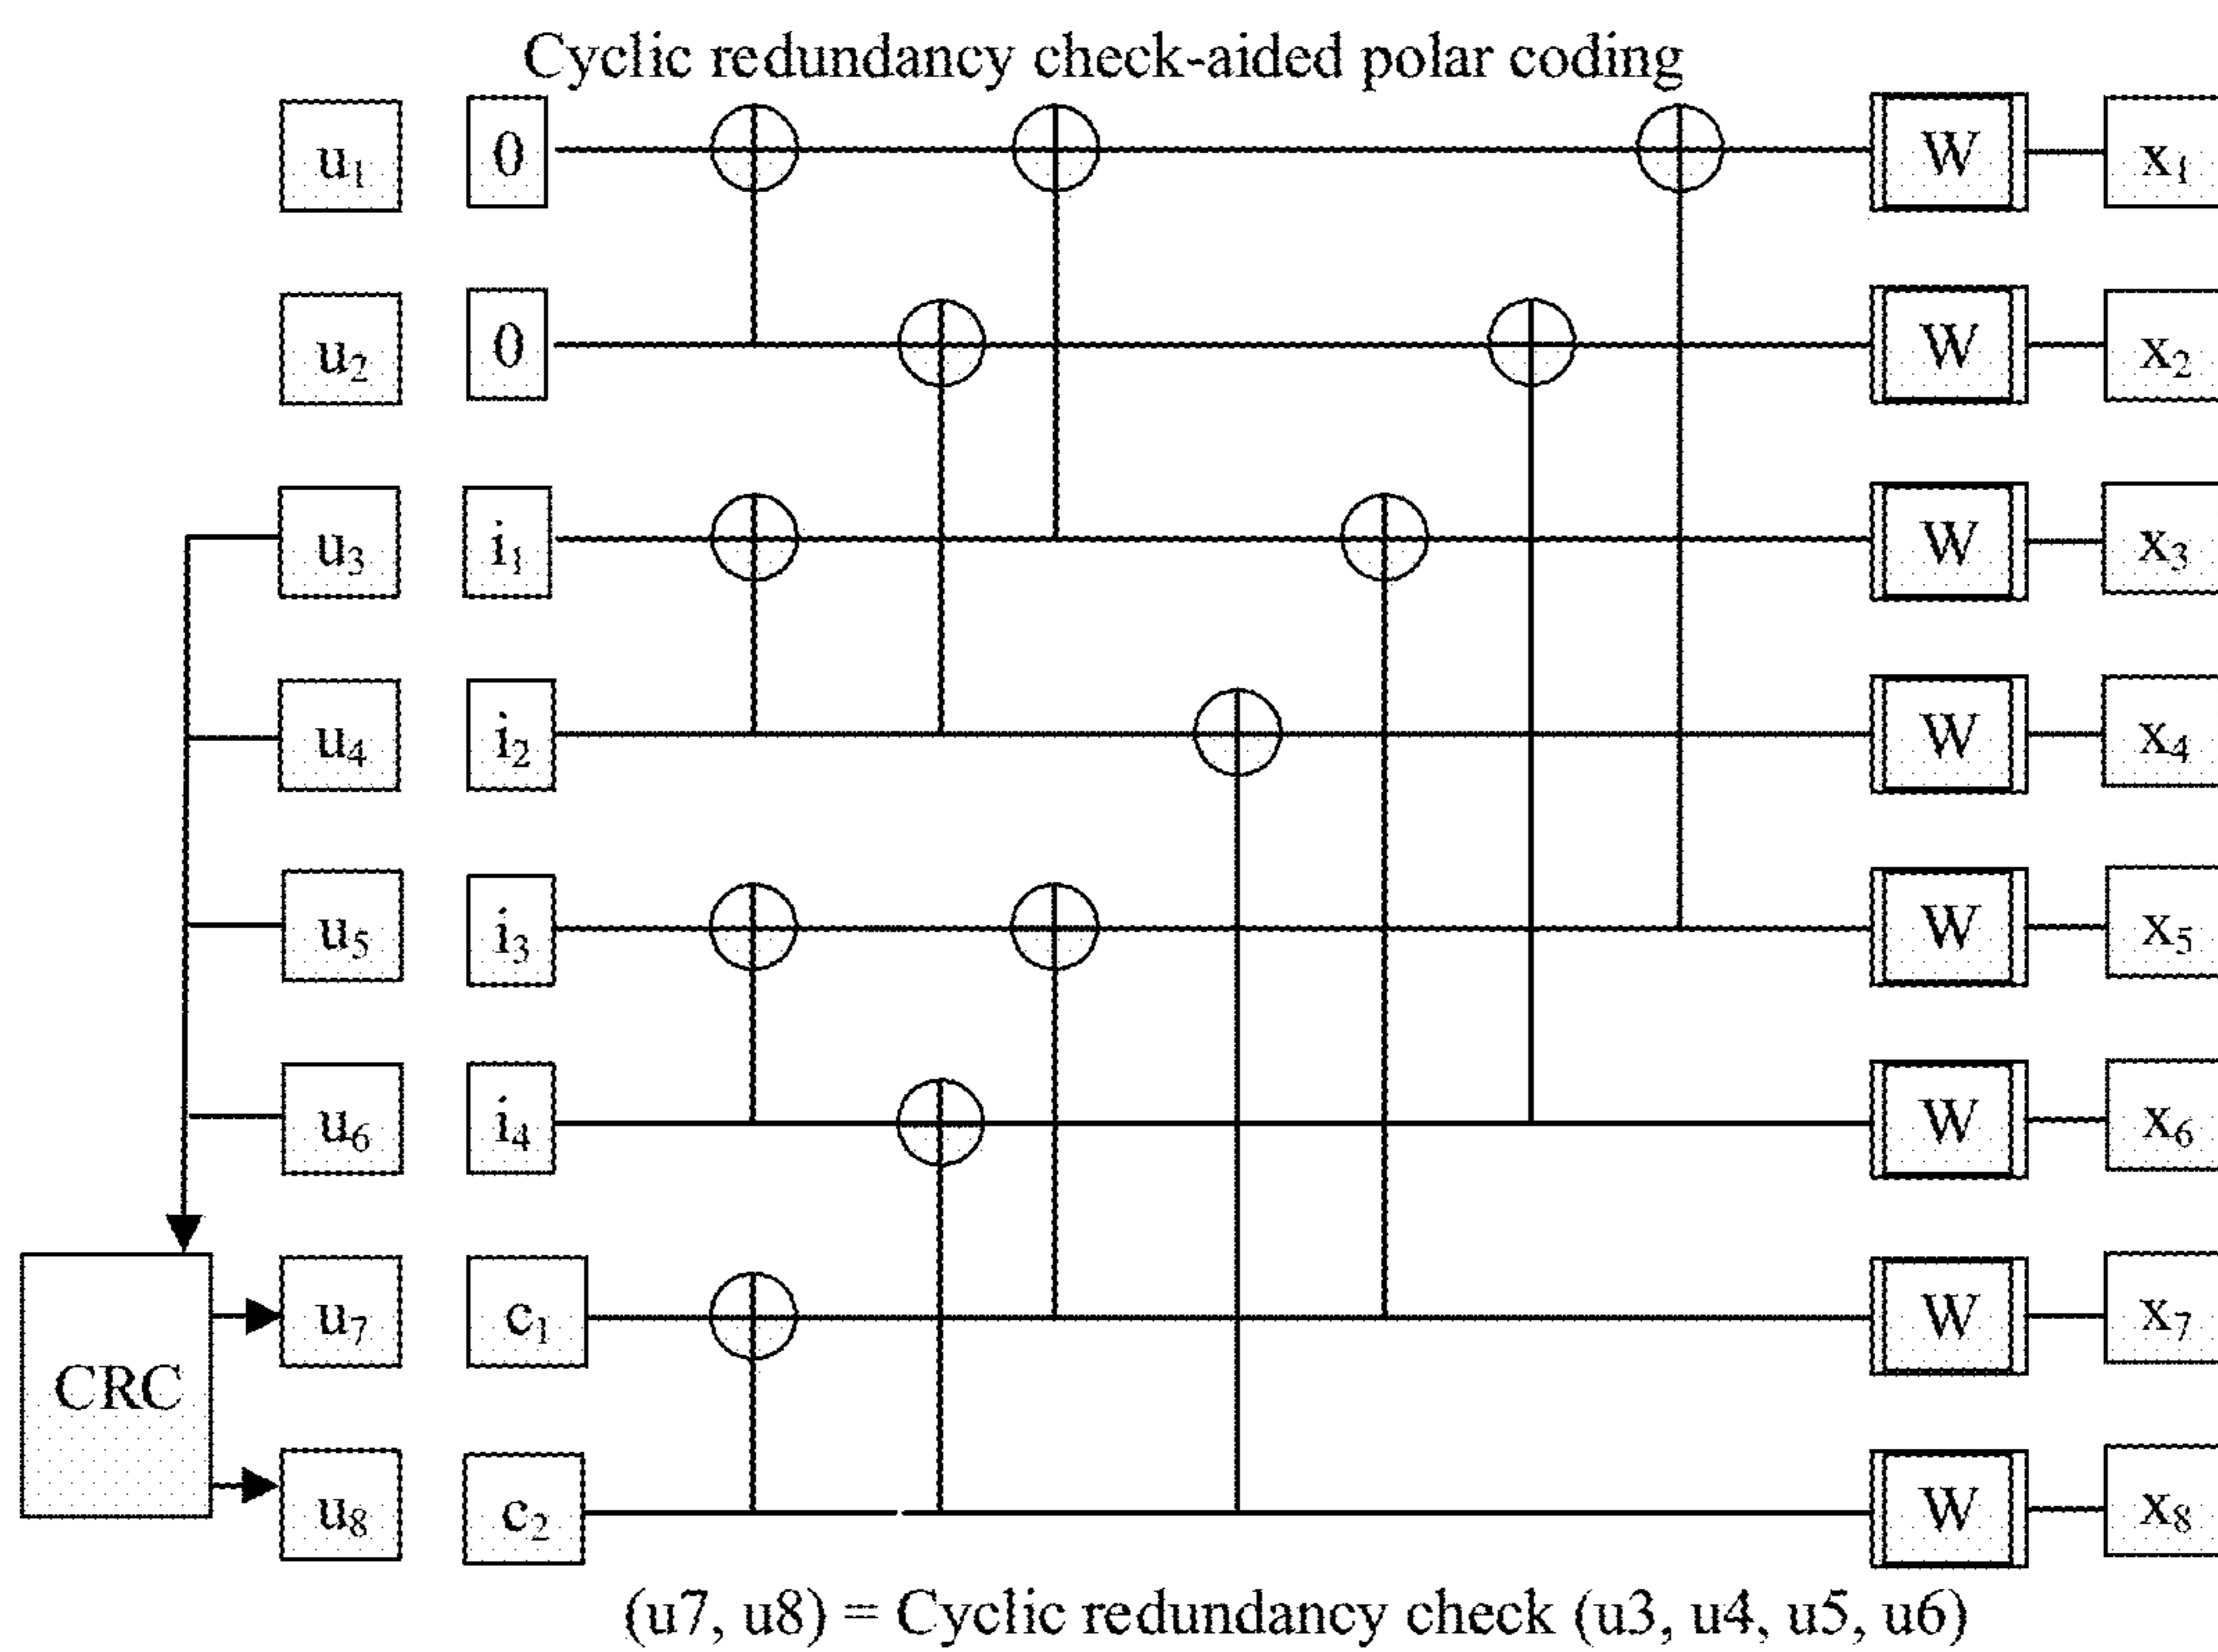 Cyclic redundancy check-aided polar coding
u₁ 0 W x₁
u₂ 0 W x₂
u₃ i₁ W x₃
u₄ i₂ W x₄
u₅ i₃ W x₅
u₆ i₄ W x₆
u₇ c₁ W x₇
CRC
u₈ c₂ W x₈
(u7, u8) = Cyclic redundancy check (u3, u4, u5, u6)